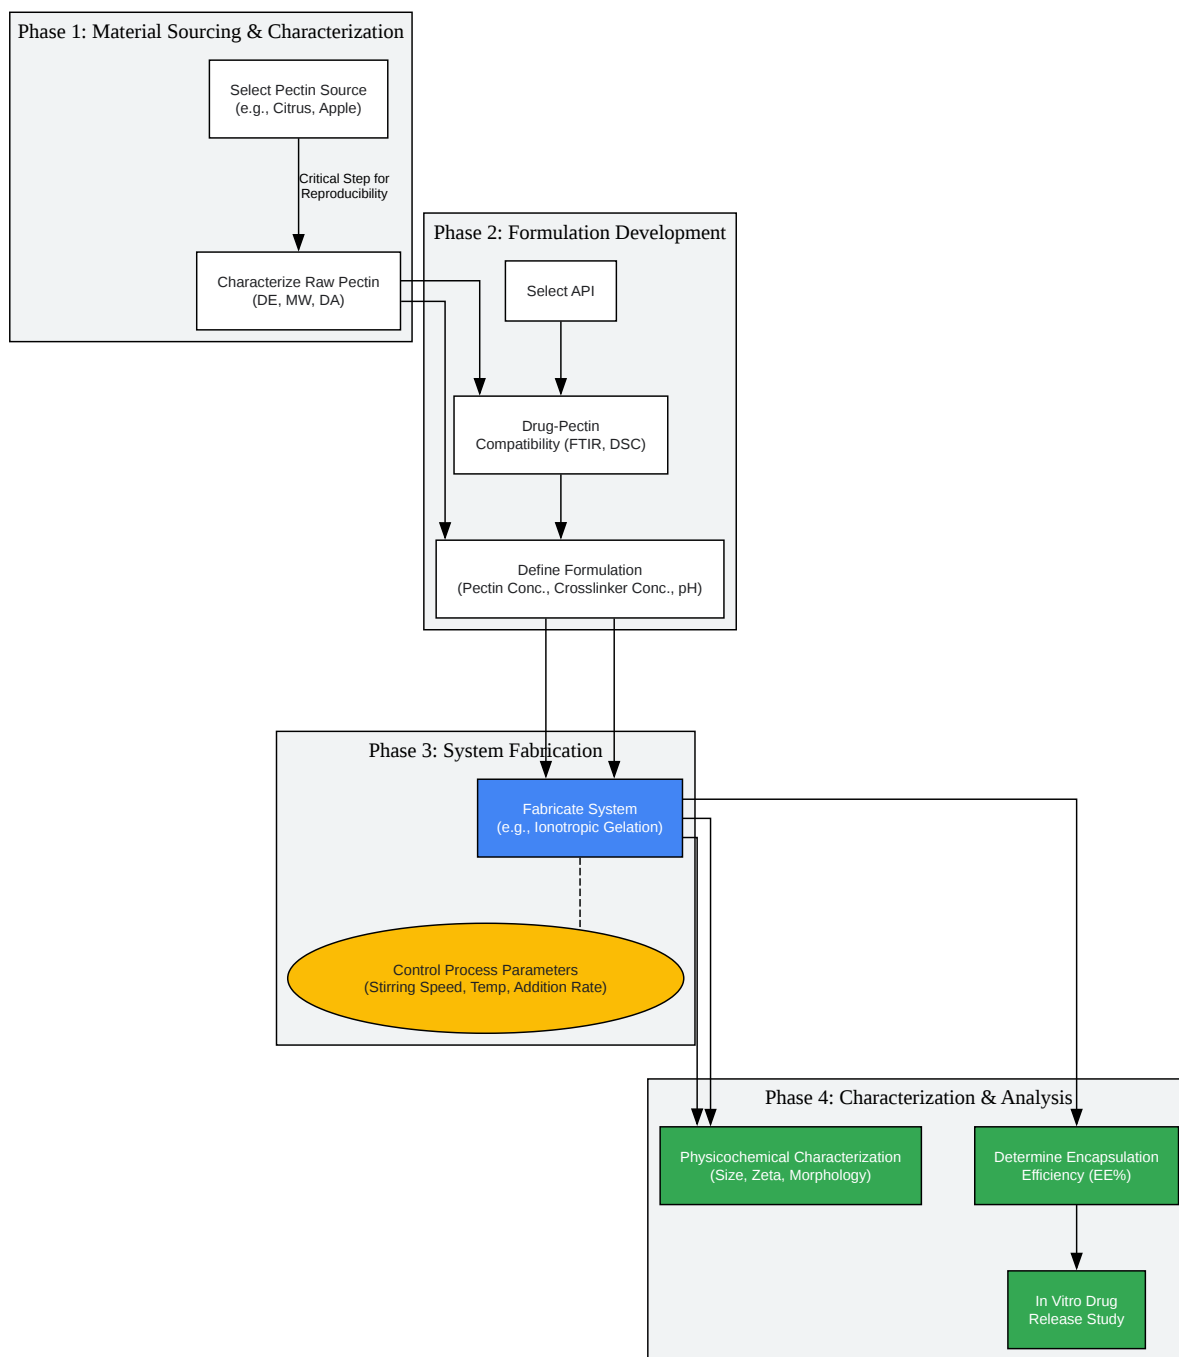 Phase 1: Material Sourcing & Characterization
Select Pectin Source
(e.g., Citrus, Apple)
Critical Step for
Reproducibility
Characterize Raw Pectin
(DE, MW, DA)
Phase 2: Formulation Development
Select API
Drug-Pectin
Compatibility (FTIR, DSC)
Define Formulation
(Pectin Conc., Crosslinker Conc., pH)
Phase 3: System Fabrication
Fabricate System
(e.g., Ionotropic Gelation)
Control Process Parameters
(Stirring Speed, Temp, Addition Rate)
Phase 4: Characterization & Analysis
Physicochemical Characterization
(Size, Zeta, Morphology)
Determine Encapsulation
Efficiency (EE%)
In Vitro Drug
Release Study